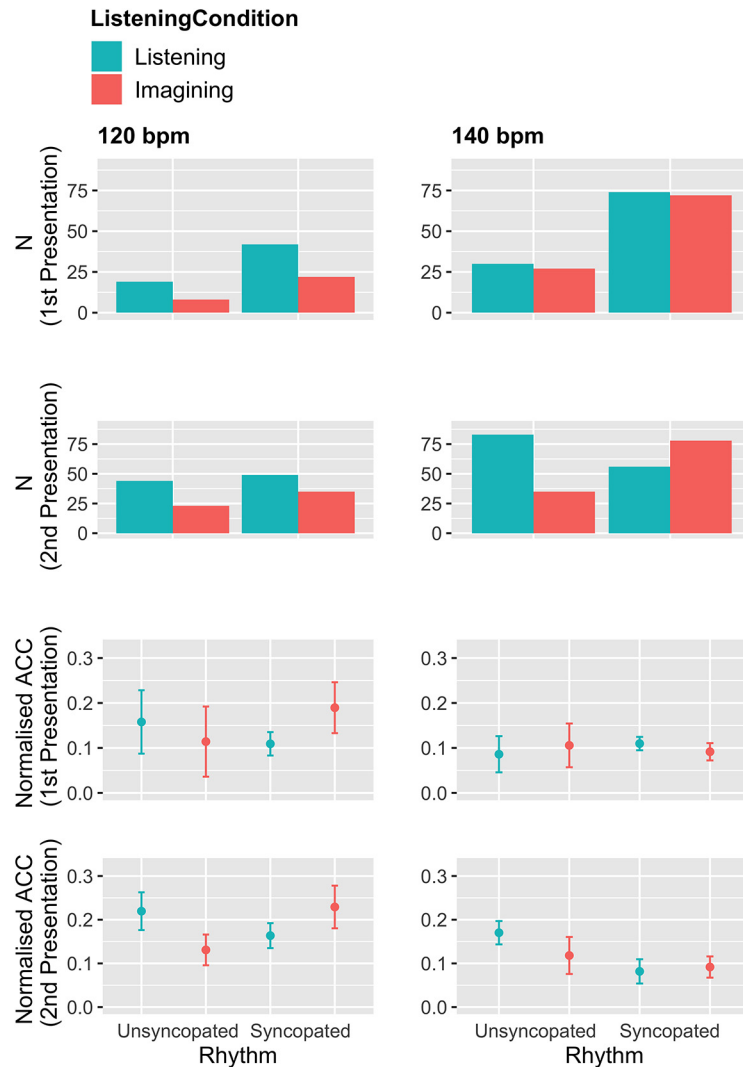 ListeningCondition
Listening
Imagining
120 bpm
140 bpm
N
(1st Presentation)
75
50
25
0
75
50
25
0
N
(2nd Presentation)
75
50
25
0
75
50
25
0
Normalised ACC
(1st Presentation)
0.3
0.2
0.1
0.0
0.3
0.2
0.1
0.0
Normalised ACC
(2nd Presentation)
0.3
0.2
0.1
0.0
0.3
0.2
0.1
0.0
Unsyncopated Syncopated
Rhythm
Unsyncopated Syncopated
Rhythm